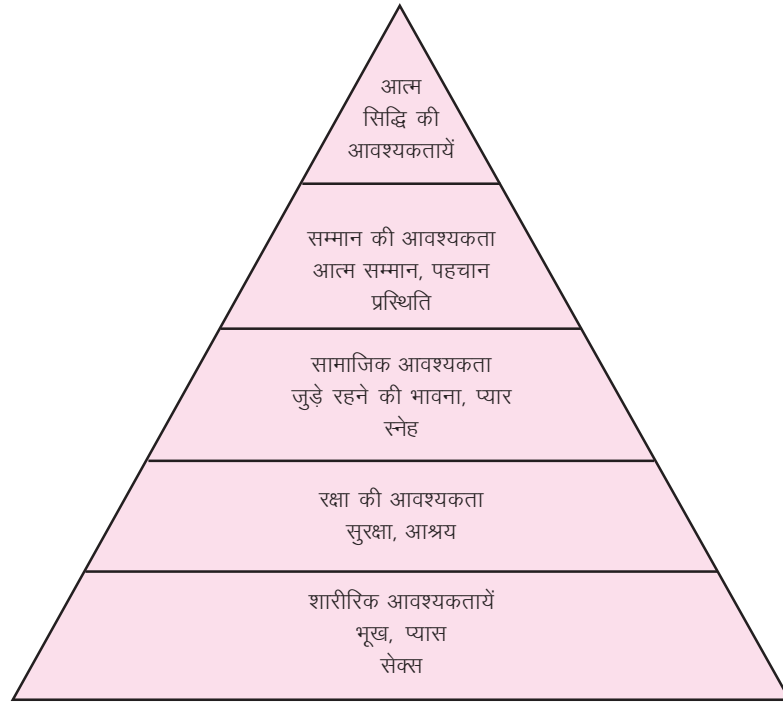 आत्म
सिद्धि की
आवश्यकतायें
सम्मान की आवश्यकता
आत्म सम्मान, पहचान
प्रस्थिति
सामाजिक आवश्यकता
जुड़े रहने की भावना, प्यार
स्नेह
रक्षा की आवश्यकता
सुरक्षा, आश्रय
शारीरिक आवश्यकतायें
भूख, प्यास
सेक्स